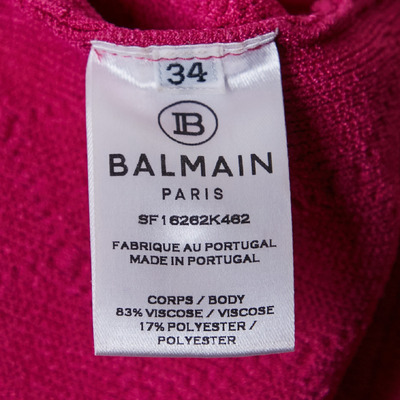 34
B
BALMAIN
PARIS
SF16262K462
FABRIQUE AU PORTUGAL
MADE IN PORTUGAL
CORPS / BODY
83% VISCOSE / VISCOSE
17% POLYESTER /
POLYESTER